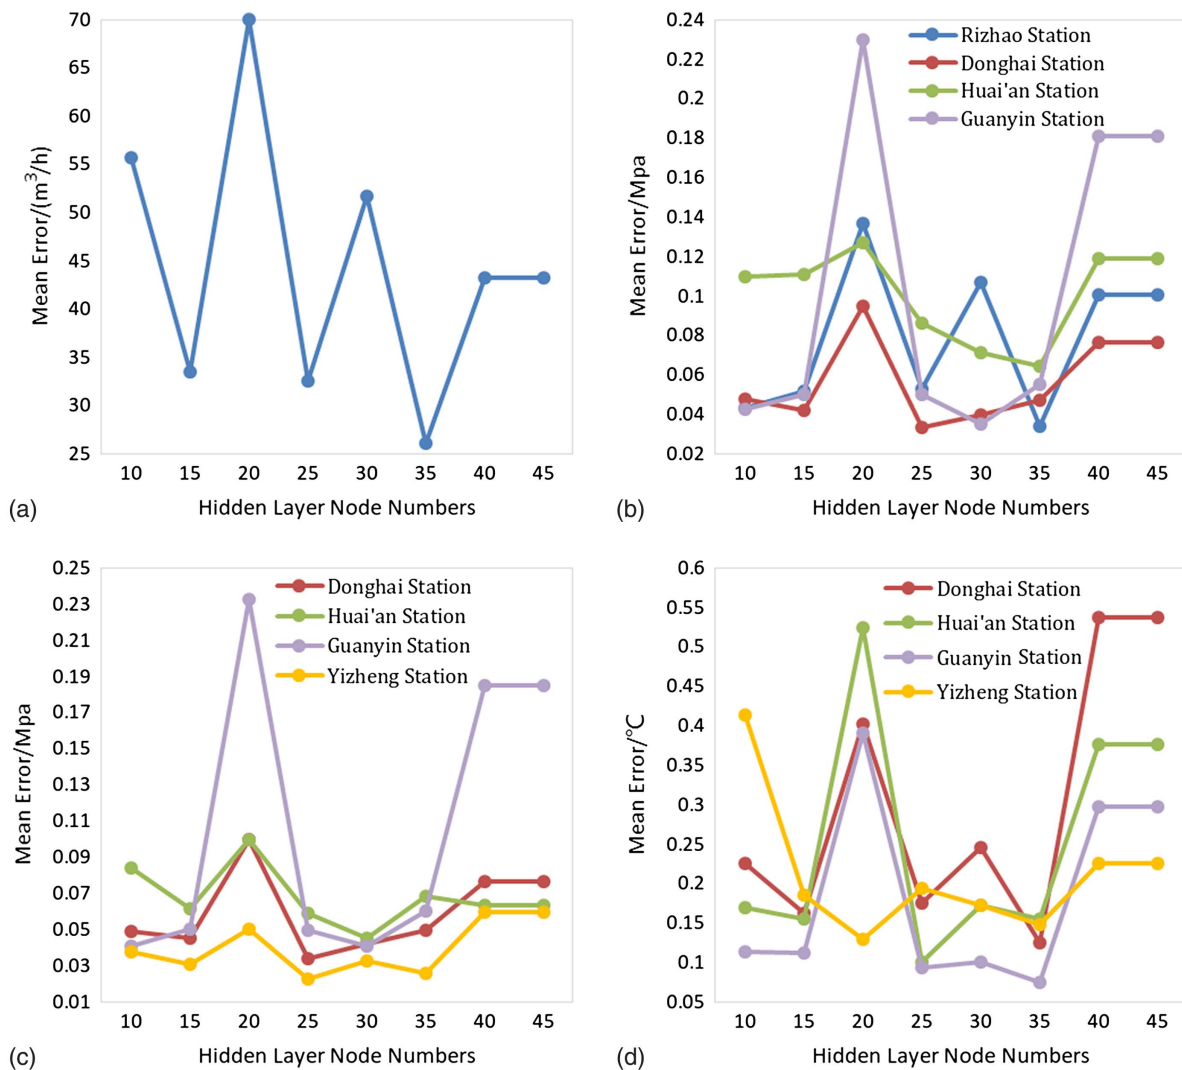 70
65
60
55
50
45
40
35
30
25
Mean Error/(m³/h)
10 15 20 25 30 35 40 45
Hidden Layer Node Numbers
(a)
0.24
0.22
0.2
0.18
0.16
0.14
0.12
0.1
0.08
0.06
0.04
0.02
Mean Error/Mpa
Rizhao Station
Donghai Station
Huai'an Station
Guanyin Station
10 15 20 25 30 35 40 45
Hidden Layer Node Numbers
(b)
0.25
0.23
0.21
0.19
0.17
0.15
0.13
0.11
0.09
0.07
0.05
0.03
0.01
Mean Error/Mpa
Donghai Station
Huai'an Station
Guanyin Station
Yizheng Station
10 15 20 25 30 35 40 45
Hidden Layer Node Numbers
(c)
0.6
0.55
0.5
0.45
0.4
0.35
0.3
0.25
0.2
0.15
0.1
0.05
Mean Error/°C
Donghai Station
Huai'an Station
Guanyin Station
Yizheng Station
10 15 20 25 30 35 40 45
Hidden Layer Node Numbers
(d)